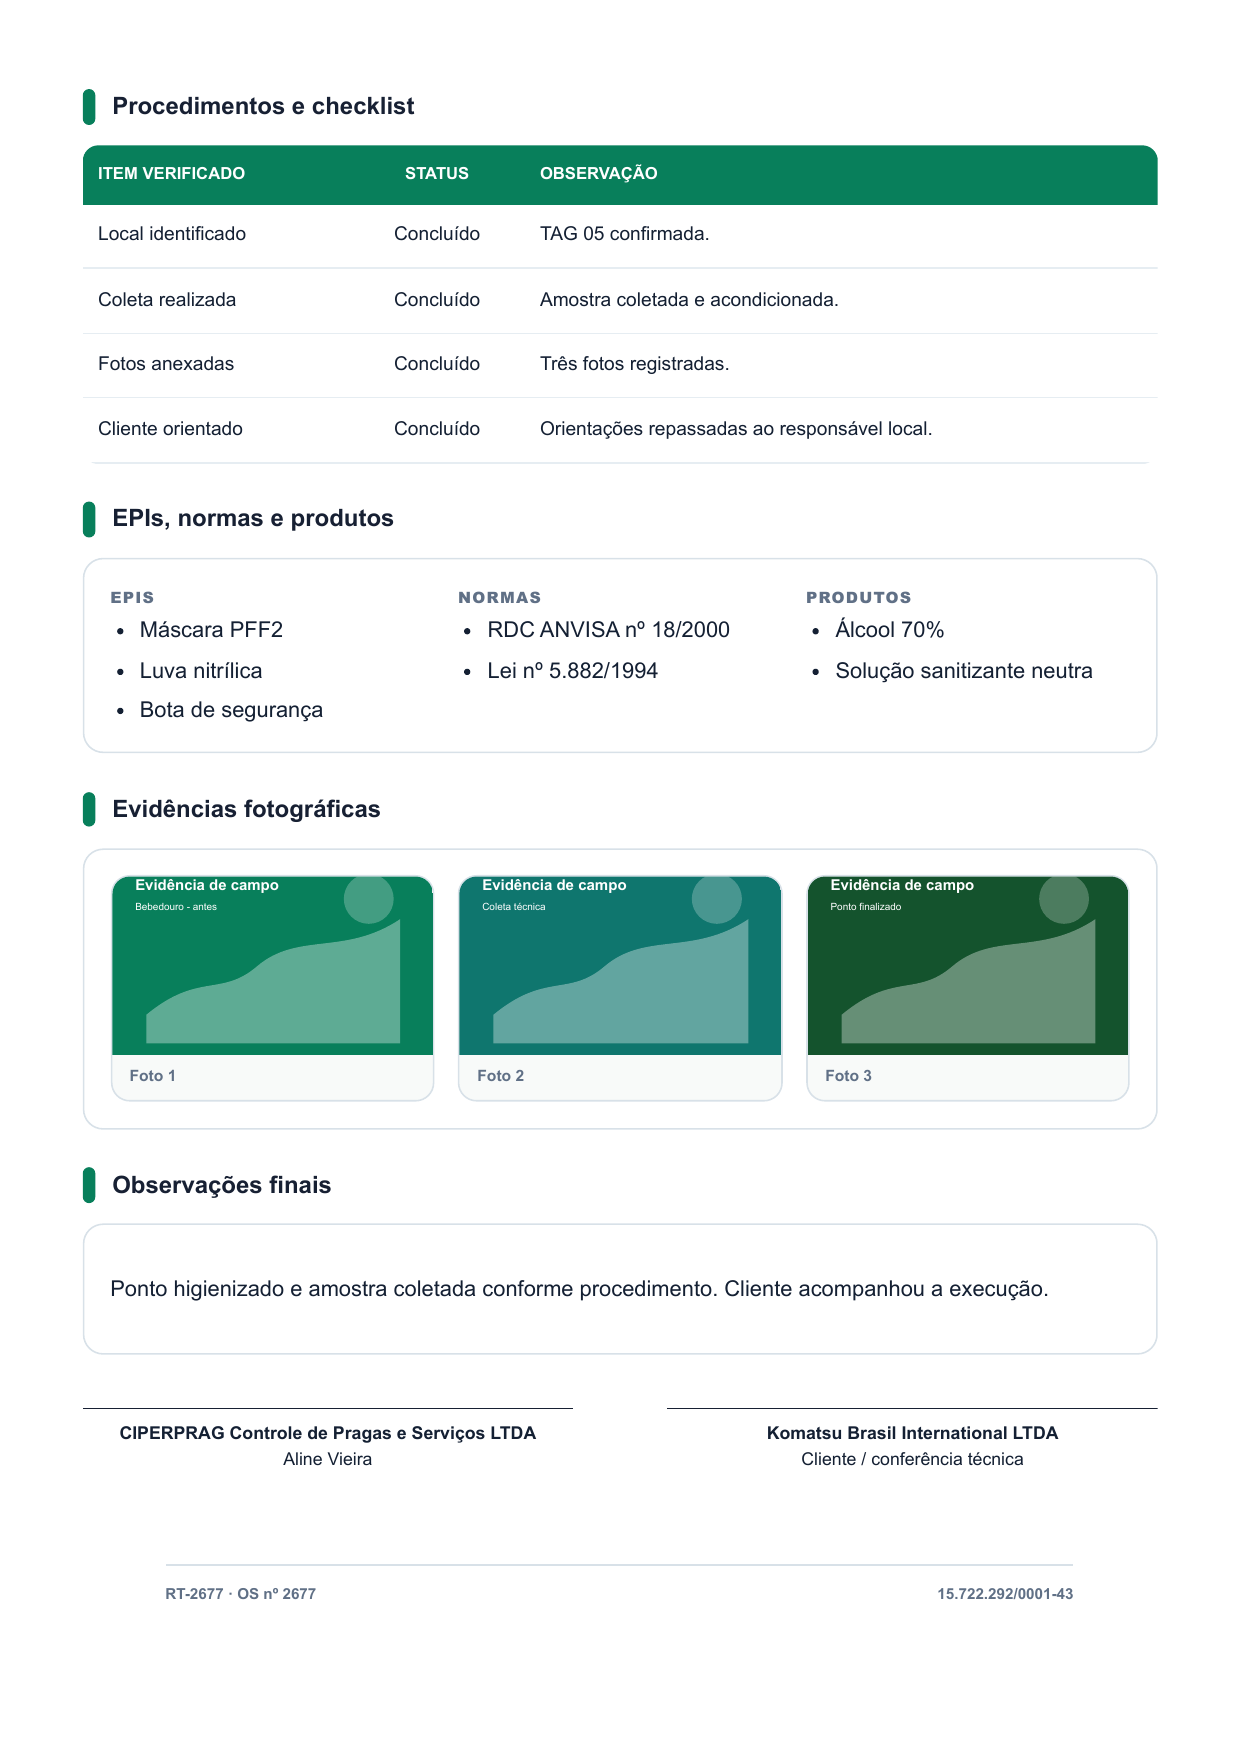 Procedimentos e checklist
ITEM VERIFICADO STATUS OBSERVAÇÃO
Local identificado Concluído TAG 05 confirmada.
Coleta realizada Concluído Amostra coletada e acondicionada.
Fotos anexadas Concluído Três fotos registradas.
Cliente orientado Concluído Orientações repassadas ao responsável local.
EPIs, normas e produtos
EPIS
• Máscara PFF2
• Luva nitrílica
• Bota de segurança
NORMAS
• RDC ANVISA nº 18/2000
• Lei nº 5.882/1994
PRODUTOS
• Álcool 70%
• Solução sanitizante neutra
Evidências fotográficas
Evidência de campo
Bebedouro - antes
Foto 1
Evidência de campo
Coleta técnica
Foto 2
Evidência de campo
Ponto finalizado
Foto 3
Observações finais
Ponto higienizado e amostra coletada conforme procedimento. Cliente acompanhou a execução.
CIPERPRAG Controle de Pragas e Serviços LTDA
Aline Vieira
Komatsu Brasil International LTDA
Cliente / conferência técnica
RT-2677 · OS nº 2677 15.722.292/0001-43